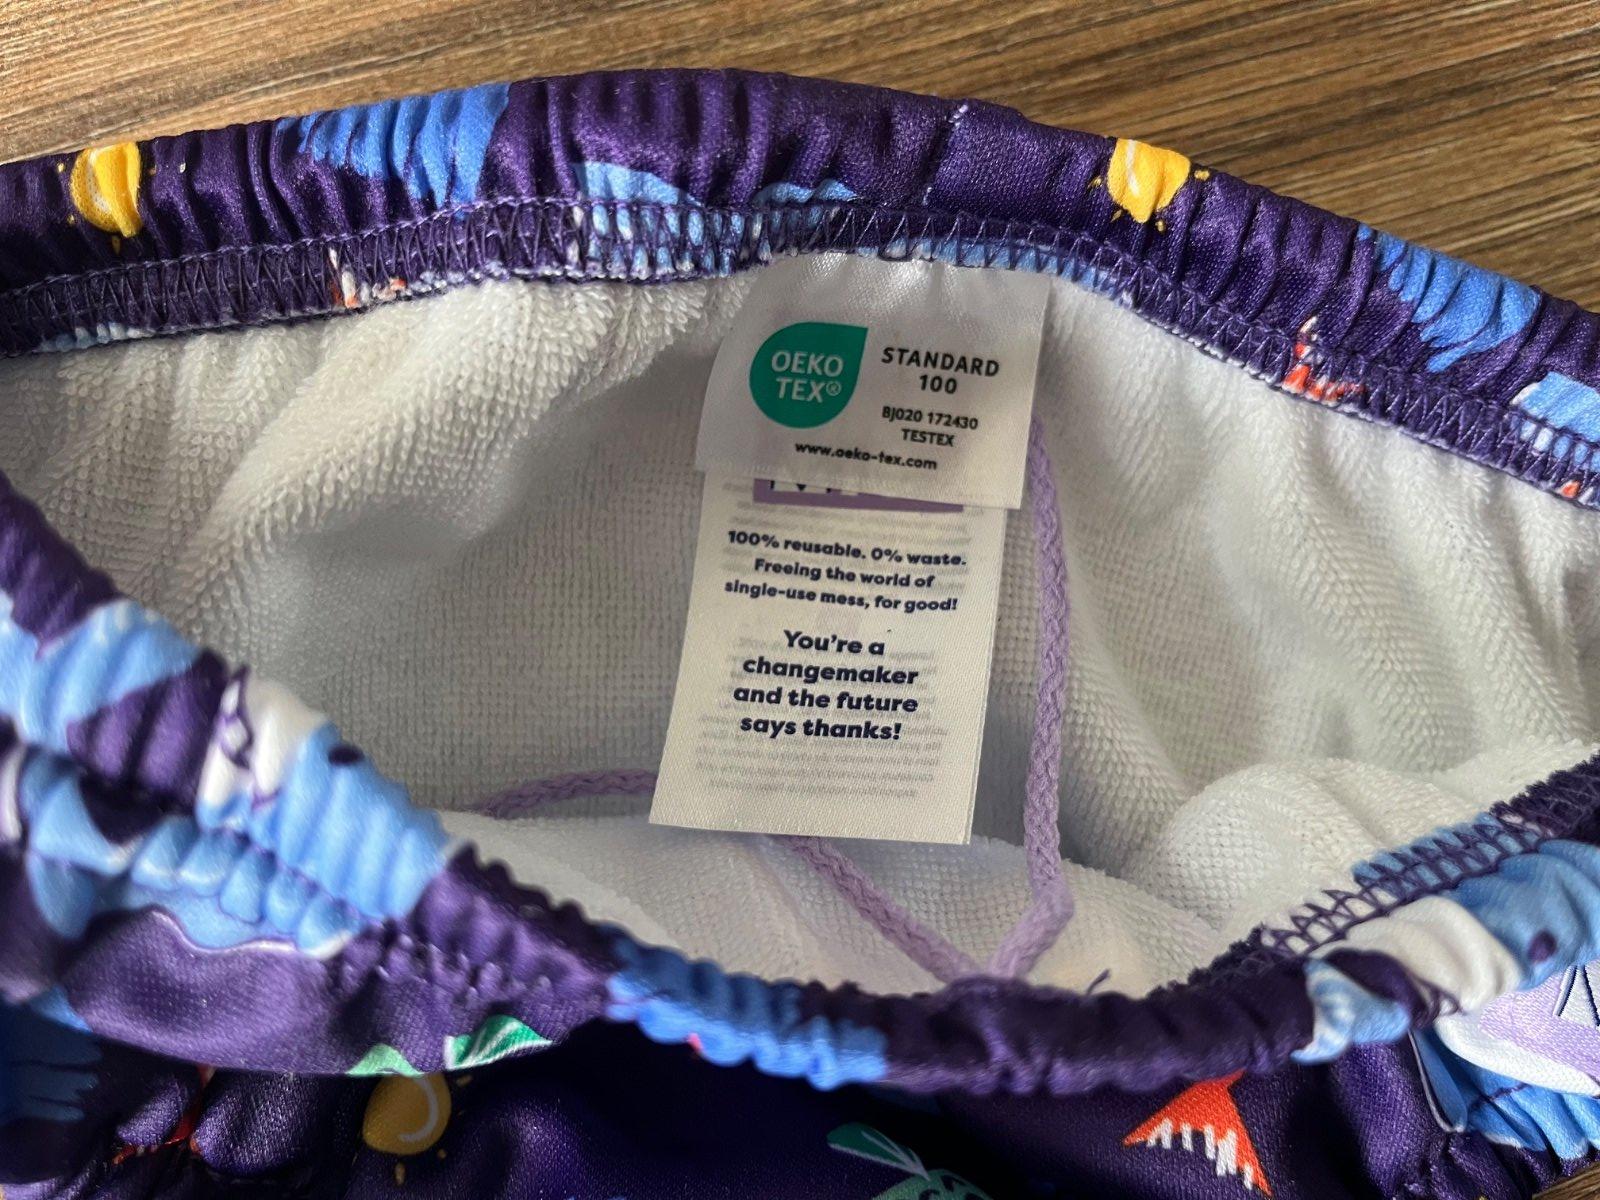 OEKO
TEX®
STANDARD
100
BJ020 172430
TESTEX
www.oeko-tex.com
100% reusable. 0% waste.
Freeing the world of
single-use mess, for good!
You're a
changemaker
and the future
says thanks!